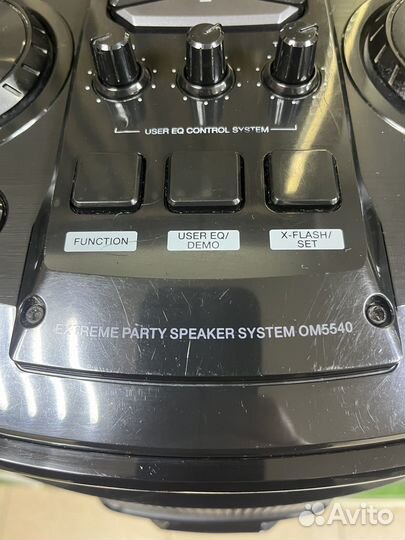 USER EQ CONTROL SYSTEM
FUNCTION
USER EQ/
DEMO
X-FLASH/
SET
EXTREME PARTY SPEAKER SYSTEM OM5540
Avito